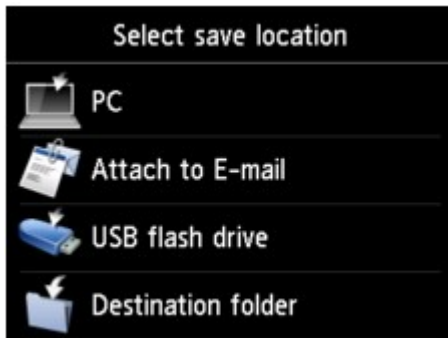 Select save location
PC
Attach to E-mail
USB flash drive
Destination folder